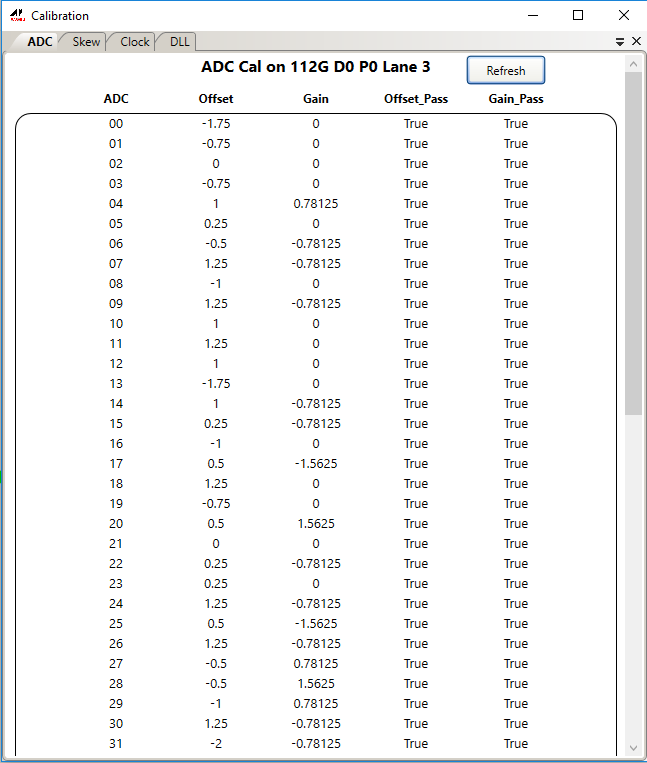 Calibration
ADC Skew Clock DLL
ADC Cal on 112G D0 P0 Lane 3 Refresh
ADC Offset Gain Offset_Pass Gain_Pass
00 -1.75 0 True True
01 -0.75 0 True True
02 0 0 True True
03 -0.75 0 True True
04 1 0.78125 True True
05 0.25 0 True True
06 -0.5 -0.78125 True True
07 1.25 -0.78125 True True
08 -1 0 True True
09 1.25 -0.78125 True True
10 1 0 True True
11 1.25 0 True True
12 1 0 True True
13 -1.75 0 True True
14 1 -0.78125 True True
15 0.25 -0.78125 True True
16 -1 0 True True
17 0.5 -1.5625 True True
18 1.25 0 True True
19 -0.75 0 True True
20 0.5 1.5625 True True
21 0 0 True True
22 0.25 -0.78125 True True
23 0.25 0 True True
24 1.25 -0.78125 True True
25 0.5 -1.5625 True True
26 1.25 -0.78125 True True
27 -0.5 0.78125 True True
28 -0.5 1.5625 True True
29 -1 0.78125 True True
30 1.25 -0.78125 True True
31 -2 -0.78125 True True